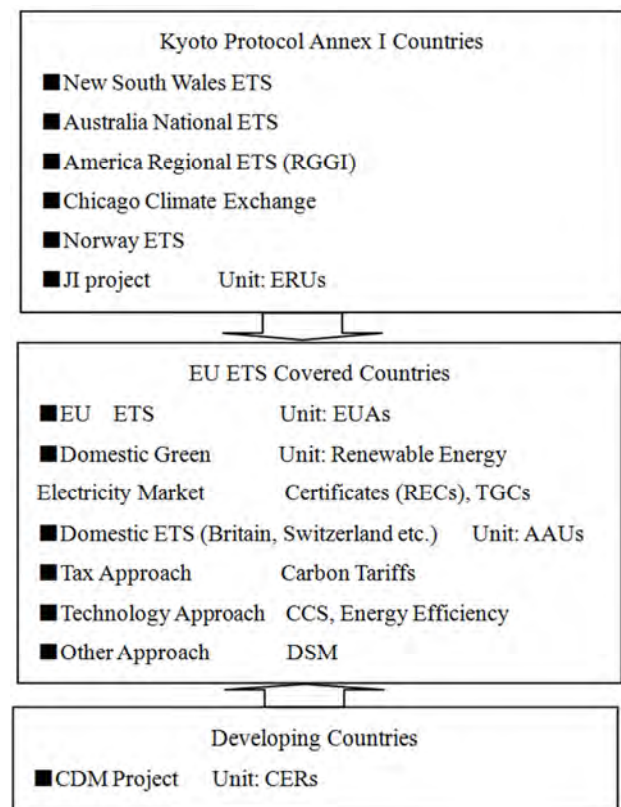 Kyoto Protocol Annex I Countries
■New South Wales ETS
■Australia National ETS
■America Regional ETS (RGGI)
■Chicago Climate Exchange
■Norway ETS
■JI project Unit: ERUs
EU ETS Covered Countries
■EU ETS Unit: EUAs
■Domestic Green Unit: Renewable Energy
Electricity Market Certificates (RECs), TGCs
■Domestic ETS (Britain, Switzerland etc.) Unit: AAUs
■Tax Approach Carbon Tariffs
■Technology Approach CCS, Energy Efficiency
■Other Approach DSM
Developing Countries
■CDM Project Unit: CERs